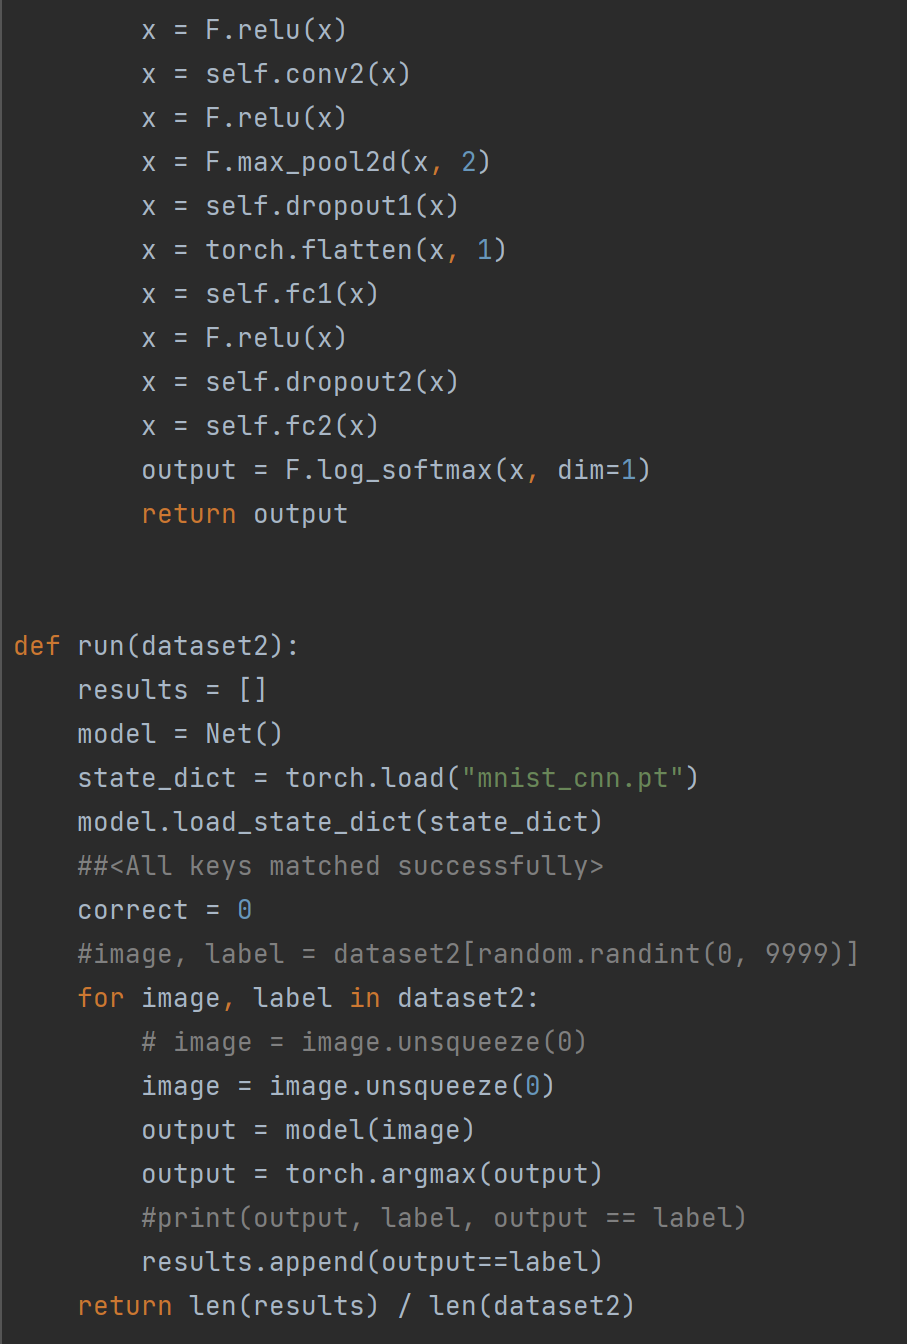 x = F.relu(x)
x = self.conv2(x)
x = F.relu(x)
x = F.max_pool2d(x, 2)
x = self.dropout1(x)
x = torch.flatten(x, 1)
x = self.fc1(x)
x = F.relu(x)
x = self.dropout2(x)
x = self.fc2(x)
output = F.log_softmax(x, dim=1)
return output
def run(dataset2):
results = []
model = Net()
state_dict = torch.load("mnist_cnn.pt")
model.load_state_dict(state_dict)
##<All keys matched successfully>
correct = 0
#image, label = dataset2[random.randint(0, 9999)]
for image, label in dataset2:
# image = image.unsqueeze(0)
image = image.unsqueeze(0)
output = model(image)
output = torch.argmax(output)
#print(output, label, output == label)
results.append(output==label)
return len(results) / len(dataset2)